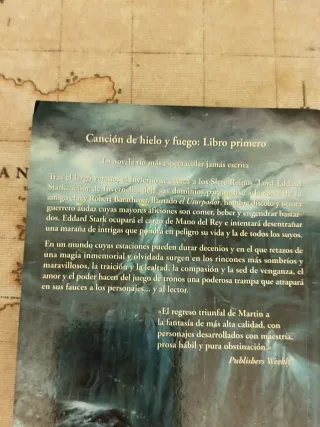 Canción de hielo y fuego: Libro primero
La novela río más espectacular jamás escrita
Tras el largo verano, el invierno se acerca a los Siete Reinos. Lord Eddard
Stark, señor de Invernalia, deja sus dominios para unirse a la corte de su
amigo el rey Robert Baratheon, llamado el Usurpador, hombre díscolo y otrora
guerrero audaz cuyas mayores aficiones son comer, beber y engendrar bastar-
dos. Eddard Stark ocupará el cargo de Mano del Rey e intentará desentrañar
una maraña de intrigas que pondrá en peligro su vida y la de todos los suyos.
En un mundo cuyas estaciones pueden durar decenios y en el que retazos de
una magia inmemorial y olvidada surgen en los rincones más sombríos y
maravillosos, la traición y la lealtad, la compasión y la sed de venganza, el
amor y el poder hacen del juego de tronos una poderosa trampa que atrapará
en sus fauces a los personajes... y al lector.
«El regreso triunfal de Martin a
la fantasía de más alta calidad, con
personajes desarrollados con maestría,
prosa hábil y pura obstinación.»
Publishers Weekly